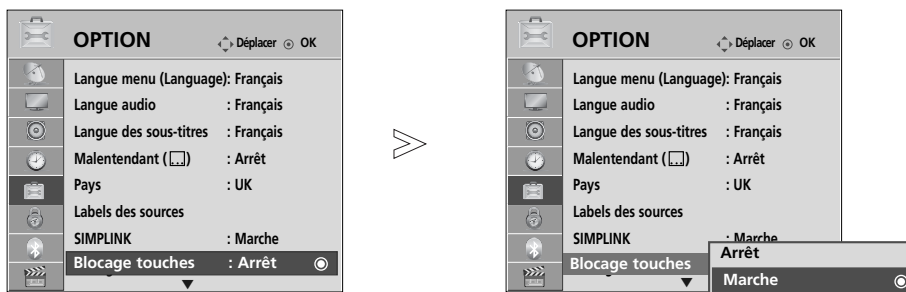 OPTION
Déplacer OK
Langue menu (Language): Français
Langue audio : Français
Langue des sous-titres : Français
Malentendant (...) : Arrêt
Pays : UK
Labels des sources
SIMPLINK : Marche
Blocage touches : Arrêt
OPTION
Déplacer OK
Langue menu (Language): Français
Langue audio : Français
Langue des sous-titres : Français
Malentendant (...) : Arrêt
Pays : UK
Labels des sources
SIMPLINK : Marche
Blocage touches
Arrêt
Marche